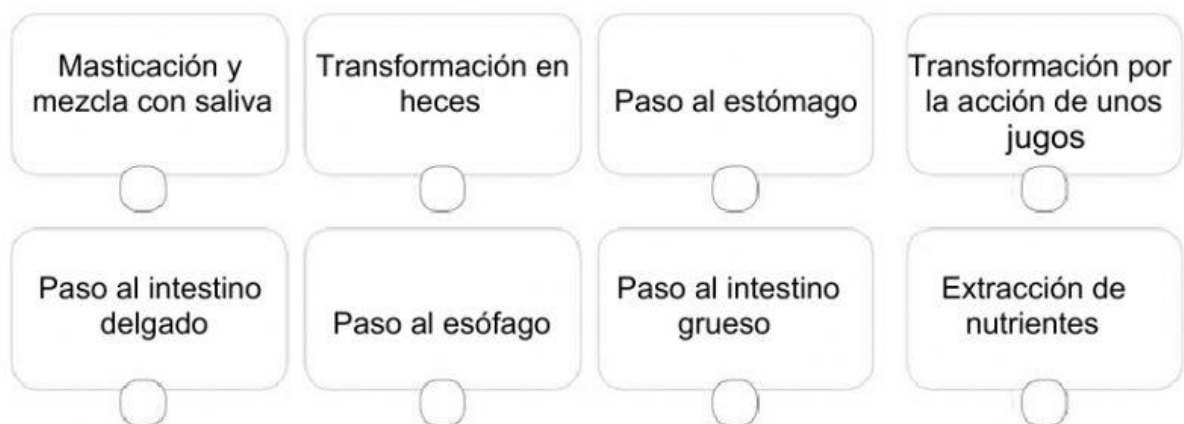 Masticación y
mezcla con saliva
Transformación en
heces
Paso al estómago
Transformación por
la acción de unos
jugos
Paso al intestino
delgado
Paso al esófago
Paso al intestino
grueso
Extracción de
nutrientes